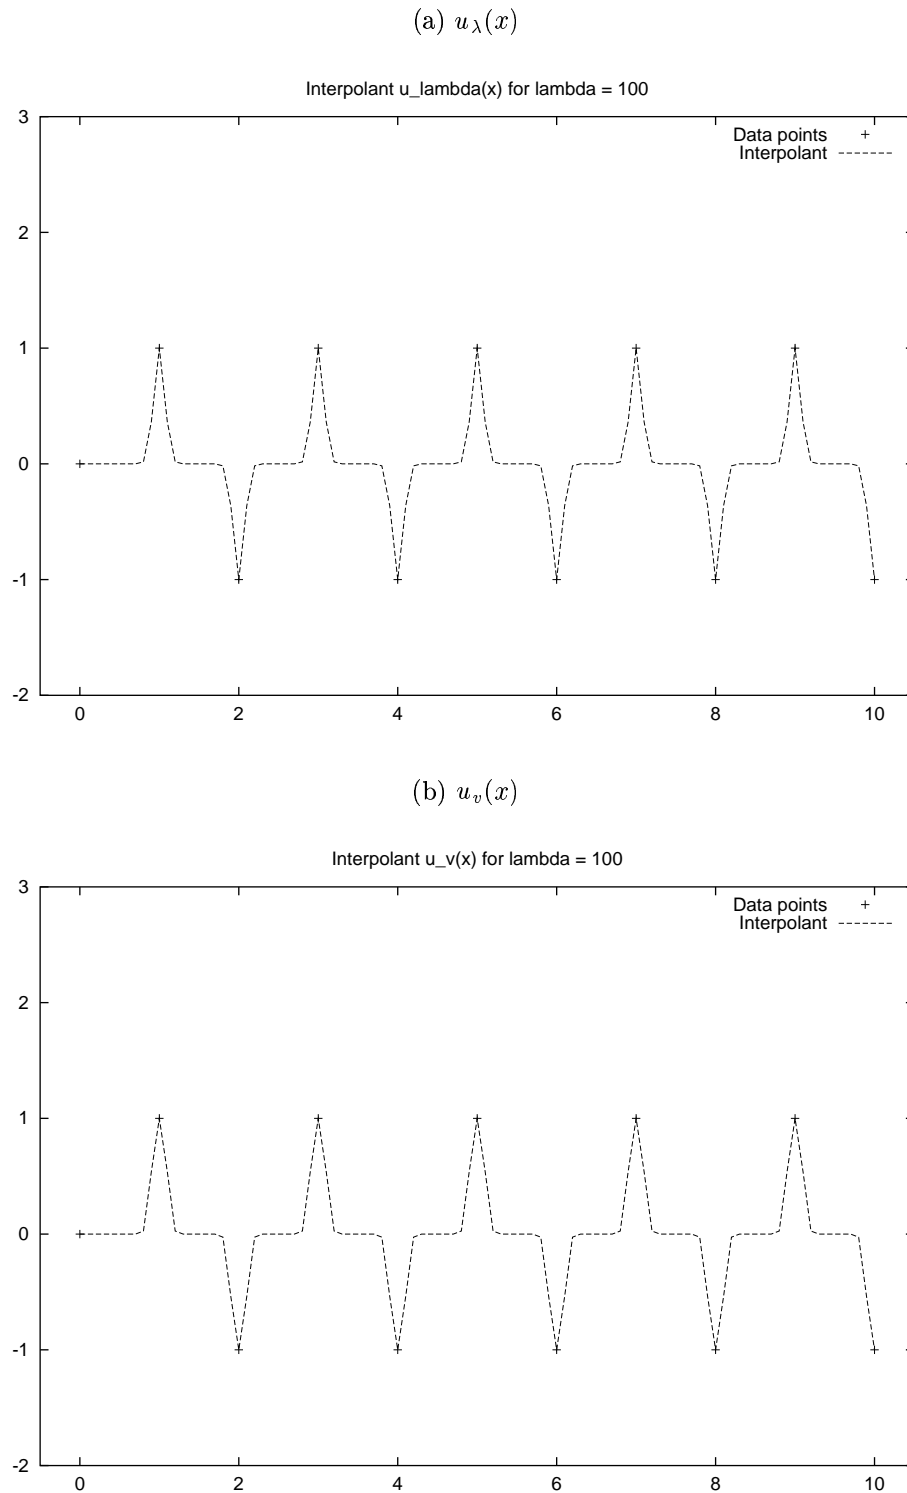 (a) u_λ(x)
Interpolant u_lambda(x) for lambda = 100
3
Data points
Interpolant
2
1
0
-1
-2
0 2 4 6 8 10
(b) u_v(x)
Interpolant u_v(x) for lambda = 100
3
Data points
Interpolant
2
1
0
-1
-2
0 2 4 6 8 10